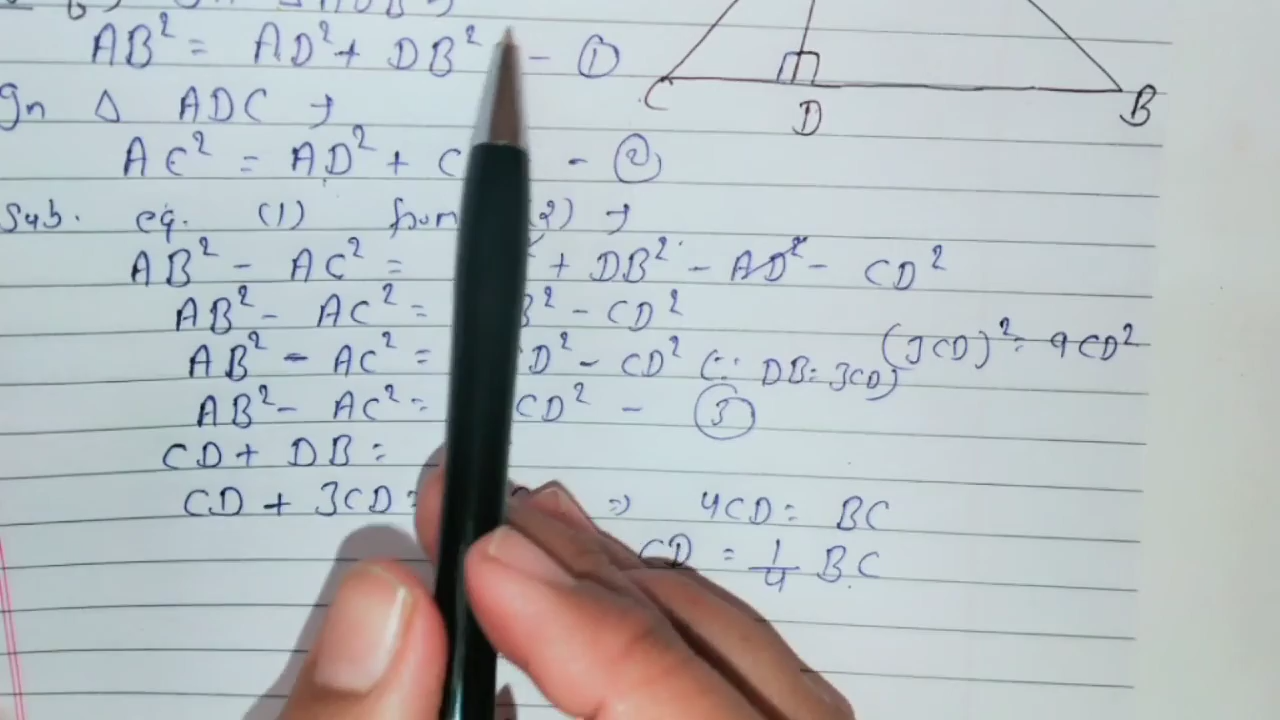 AB² = AD² + DB² - ①
C D B
In Δ ADC →
AC² = AD² + C - ②
Sub. eq. (1) from (2) →
AB² - AC² = ² + DB² - AD² - CD²
AB² - AC² = ² - CD²
AB² - AC² = D² - CD² (∵ DB = 3CD)
(3CD)² = 9CD²
AB² - AC² = CD² - ③
CD + DB =
CD + 3CD = ⇒ 4CD = BC
CD = 1/4 BC